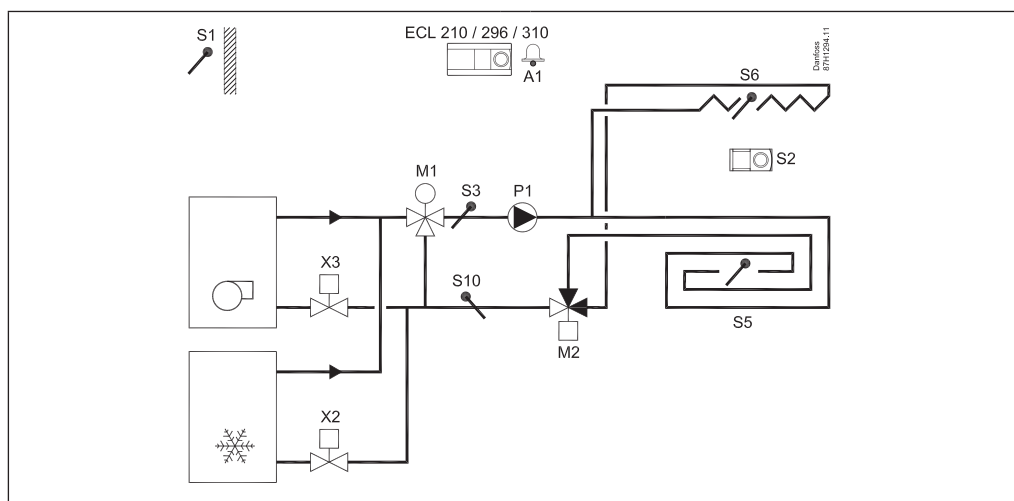 S1
ECL 210 / 296 / 310
A1
Danfoss
87H1294.11
S6
S2
M1
S3
P1
X3
S10
S5
M2
X2